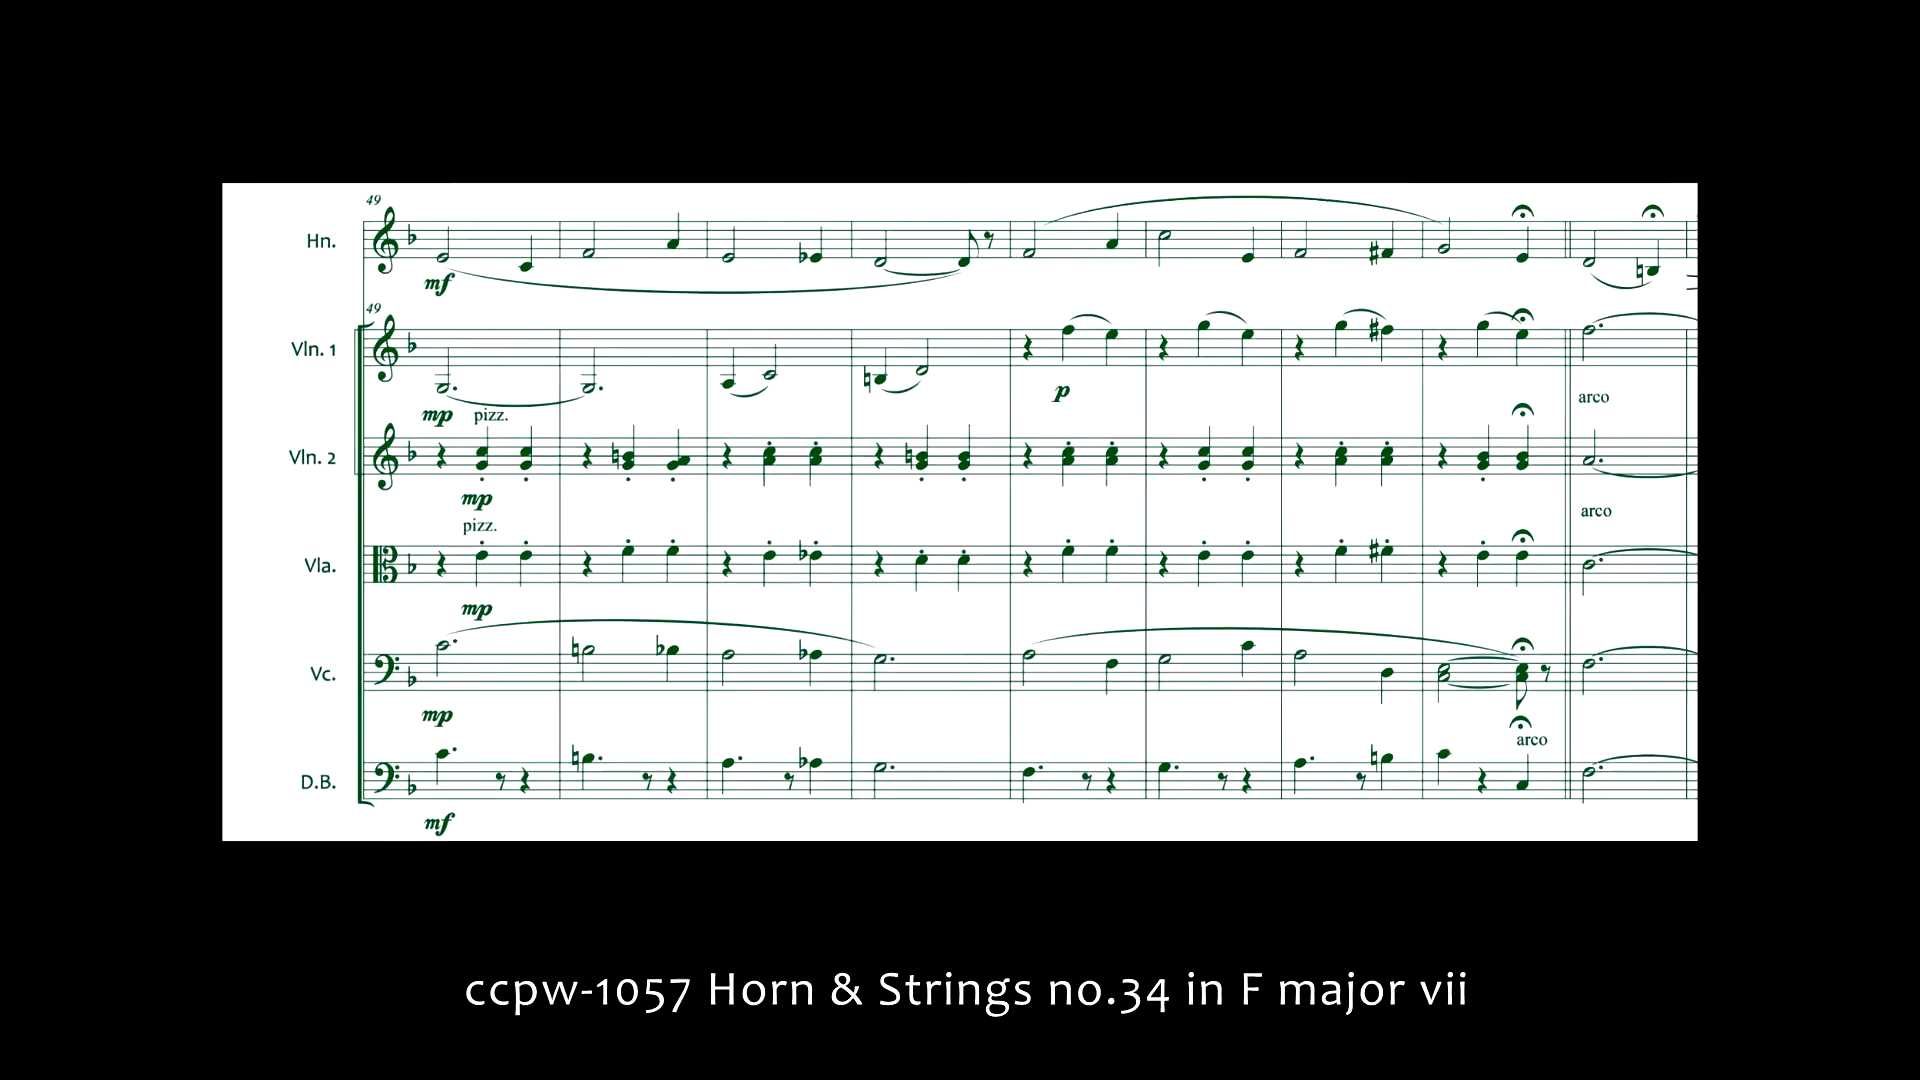 49
Hn.
mf
49
Vln. 1
mp
p
pizz.
arco
Vln. 2
mp
pizz.
arco
Vla.
mp
Vc.
mp
arco
D.B.
mf
ccpw-1057 Horn & Strings no.34 in F major vii